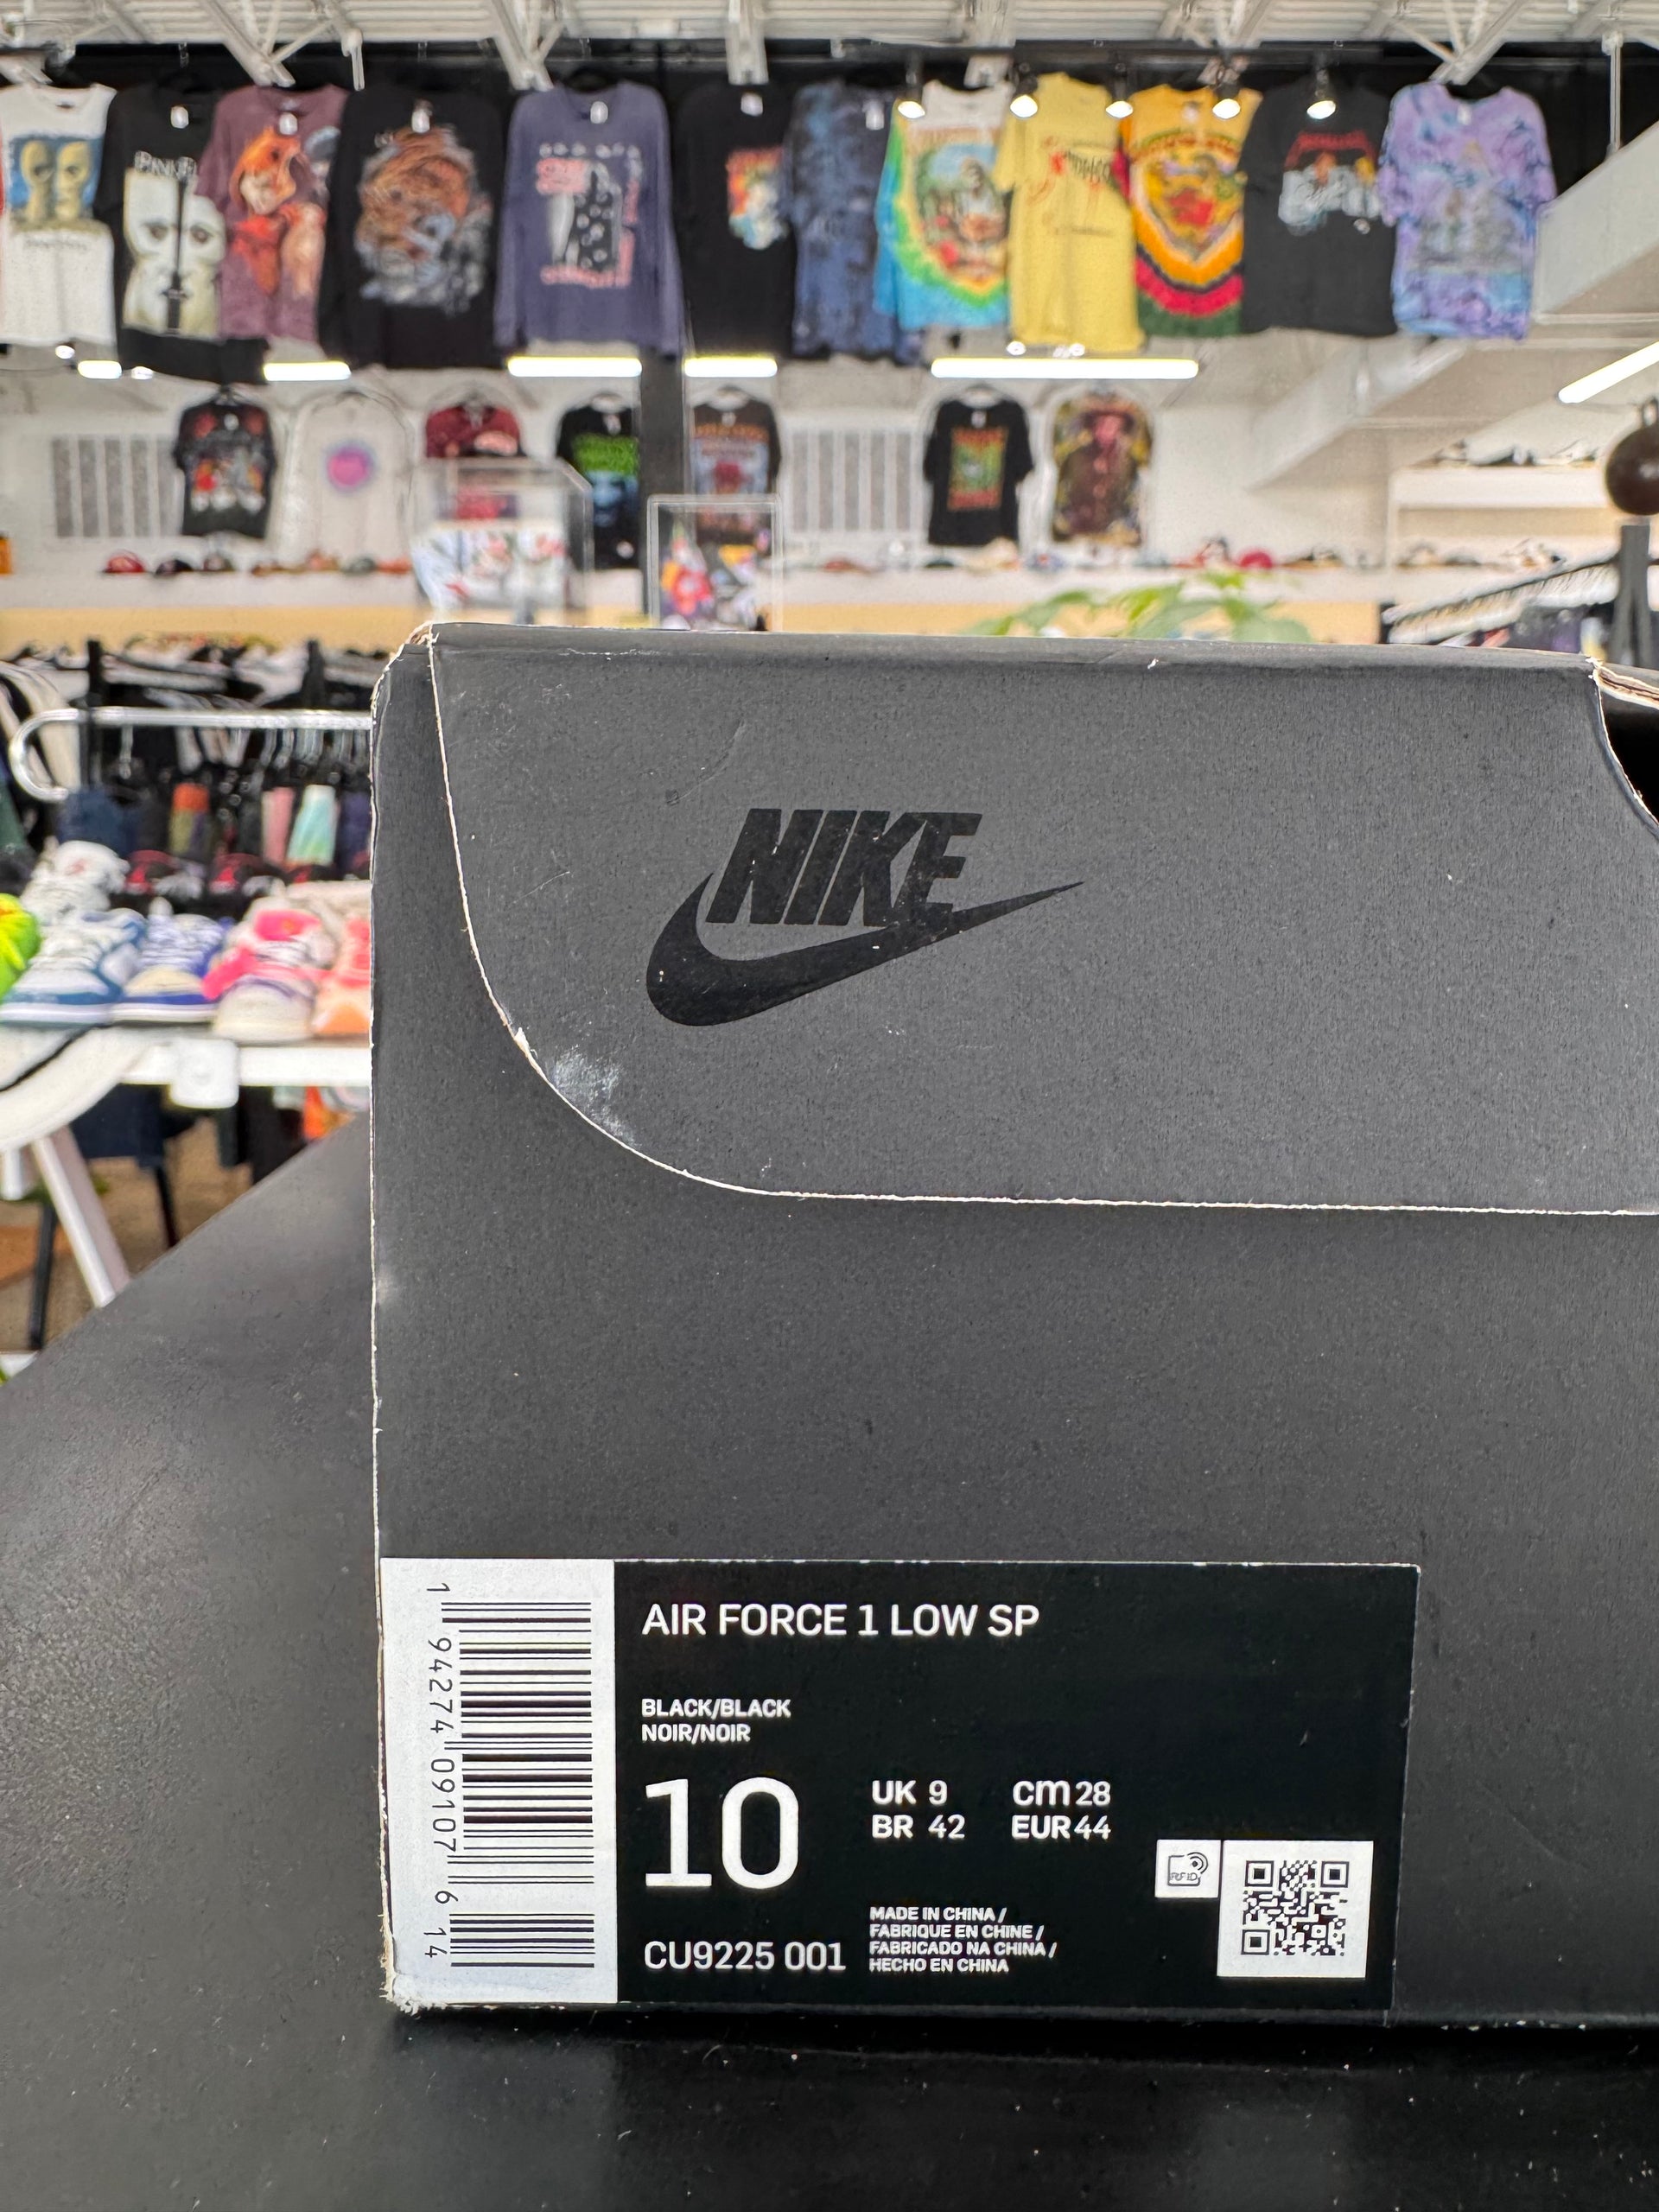 NIKE
AIR FORCE 1 LOW SP
BLACK/BLACK
NOIR/NOIR
10
UK 9
cm 28
BR 42
EUR 44
CU9225 001
MADE IN CHINA /
FABRIQUE EN CHINE /
FABRICADO NA CHINA /
HECHO EN CHINA
RFID
1 94274 09107 6 14